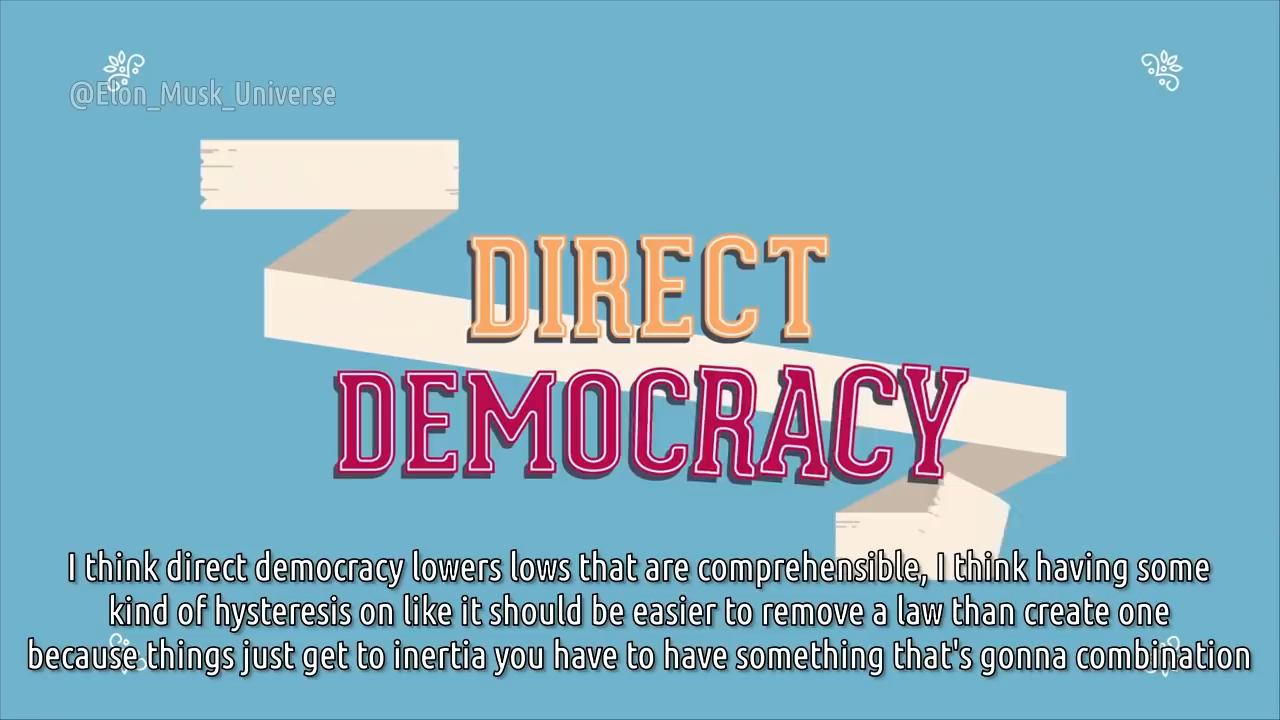 @Elon_Musk_Universe
DIRECT
DEMOCRACY
I think direct democracy lowers lows that are comprehensible, I think having some
kind of hysteresis on like it should be easier to remove a law than create one
because things just get to inertia you have to have something that's gonna combination